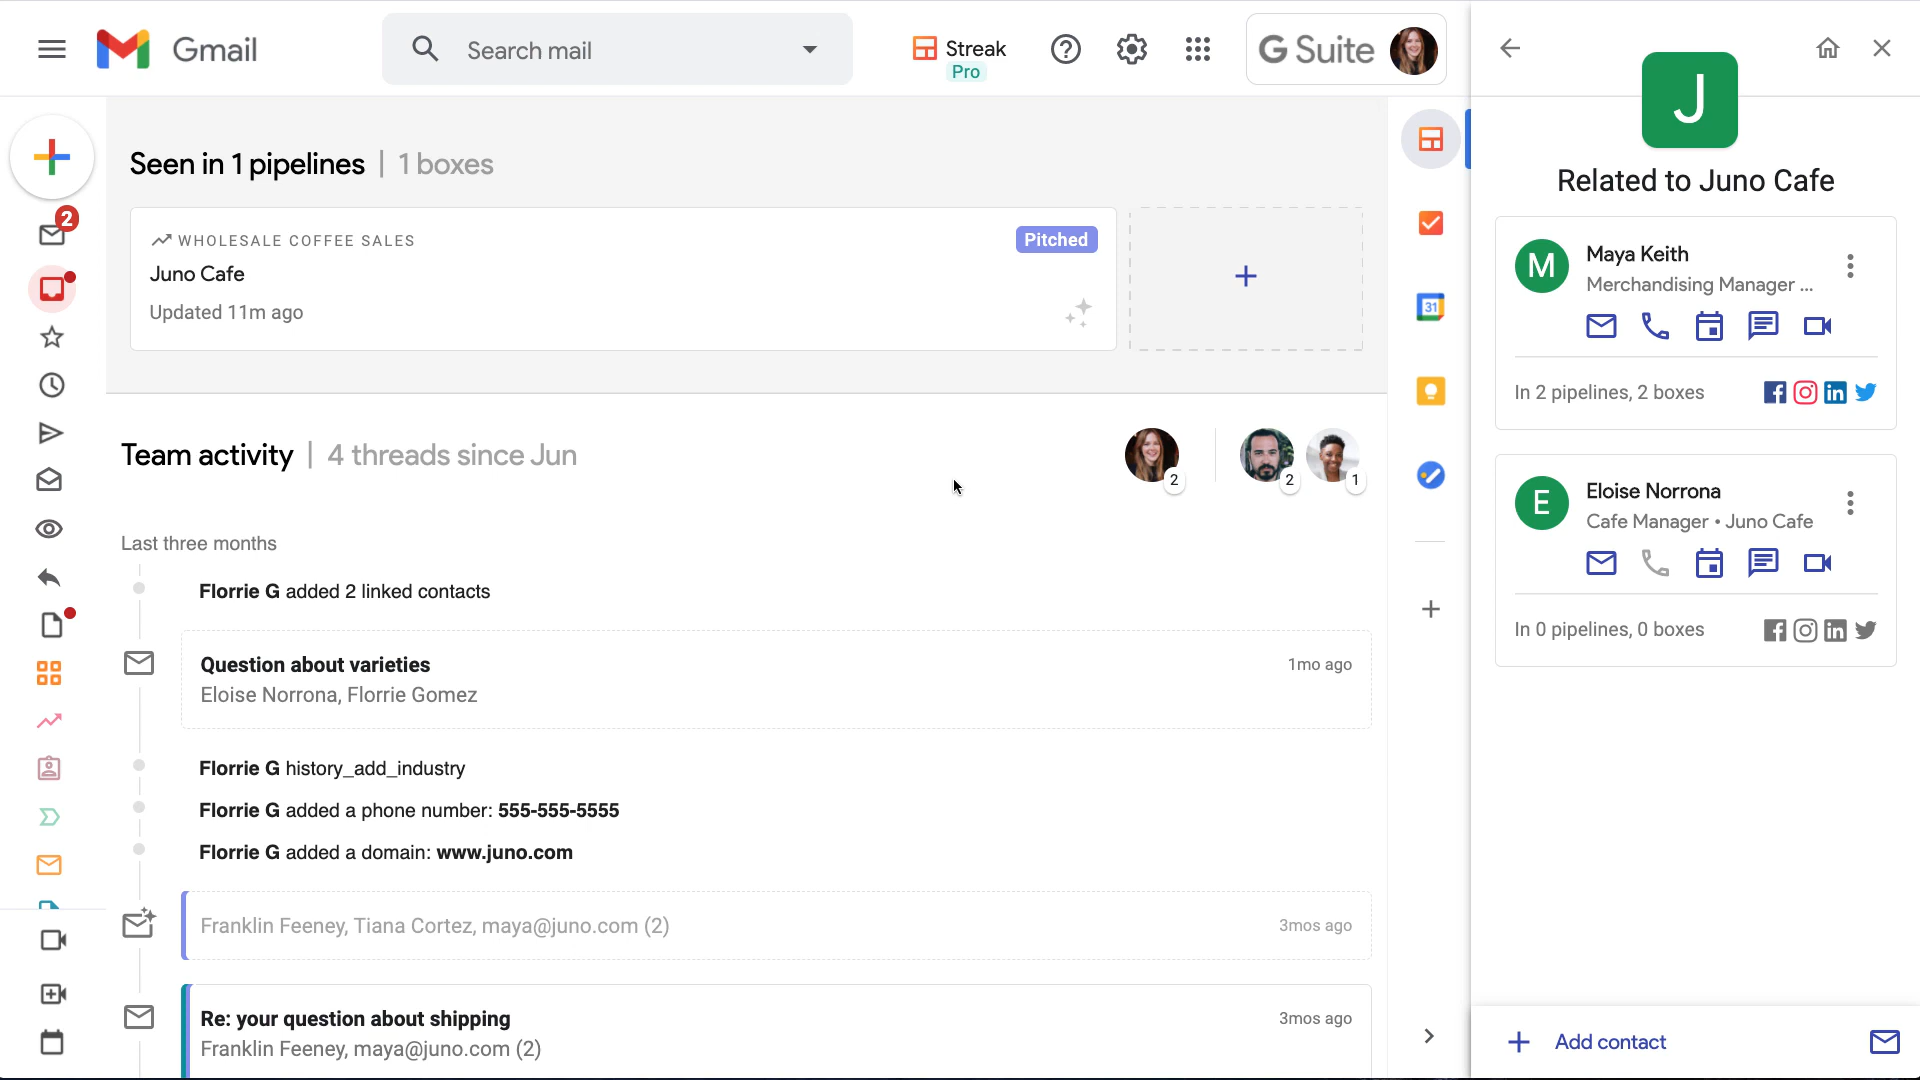 Gmail
Search mail
Streak
Pro
G Suite
Seen in 1 pipelines | 1 boxes
WHOLESALE COFFEE SALES
Pitched
Juno Cafe
Updated 11m ago
Team activity | 4 threads since Jun
2
2
1
Last three months
Florrie G added 2 linked contacts
Question about varieties
1mo ago
Eloise Norrona, Florrie Gomez
Florrie G history_add_industry
Florrie G added a phone number: 555-555-5555
Florrie G added a domain: www.juno.com
Franklin Feeney, Tiana Cortez, maya@juno.com (2)
3mos ago
Re: your question about shipping
3mos ago
Franklin Feeney, maya@juno.com (2)
2
31
J
Related to Juno Cafe
M
Maya Keith
Merchandising Manager ...
In 2 pipelines, 2 boxes
E
Eloise Norrona
Cafe Manager • Juno Cafe
In 0 pipelines, 0 boxes
Add contact